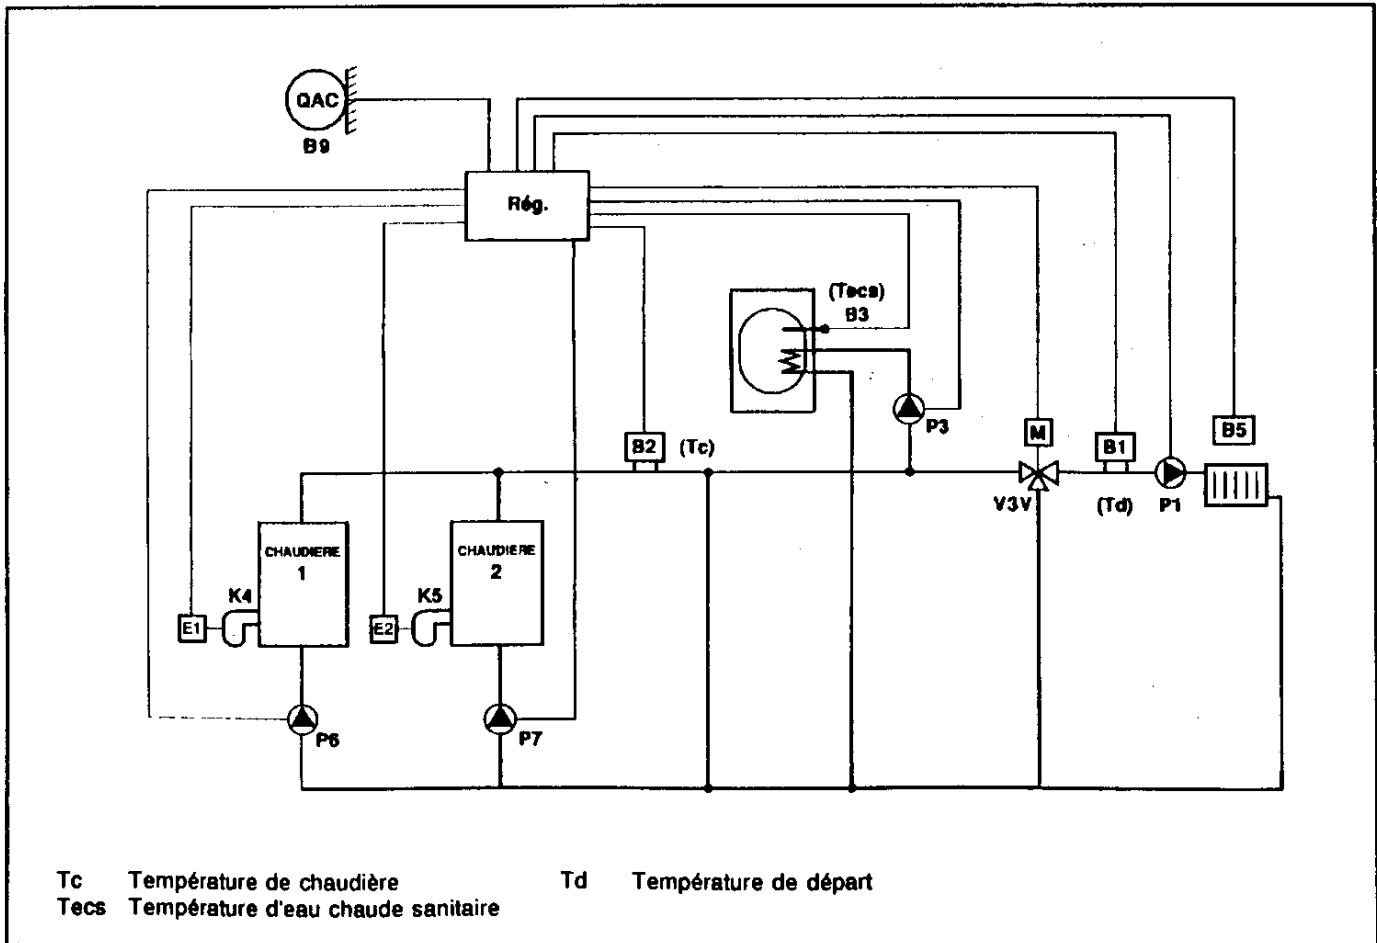 QAC
B9
Rég.
(Tecs)
B3
P3
B2 (Tc)
M
B1
B5
V3V
(Td)
P1
CHAUDIERE
1
CHAUDIERE
2
K4
K5
E1
E2
P6
P7
Tc Température de chaudière
Td Température de départ
Tecs Température d'eau chaude sanitaire